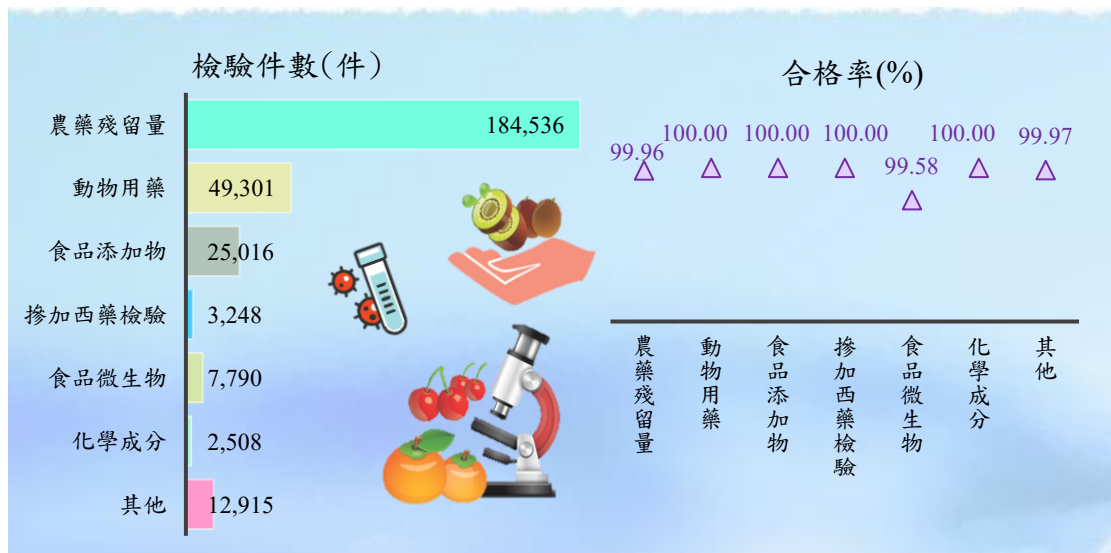 檢驗件數(件)
農藥殘留量
184,536
動物用藥
49,301
食品添加物
25,016
摻加西藥檢驗
3,248
食品微生物
7,790
化學成分
2,508
其他
12,915
合格率(%)
99.96
100.00
100.00
100.00
99.58
100.00
99.97
農藥殘留量
動物用藥
食品添加物
摻加西藥檢驗
食品微生物
化學成分
其他